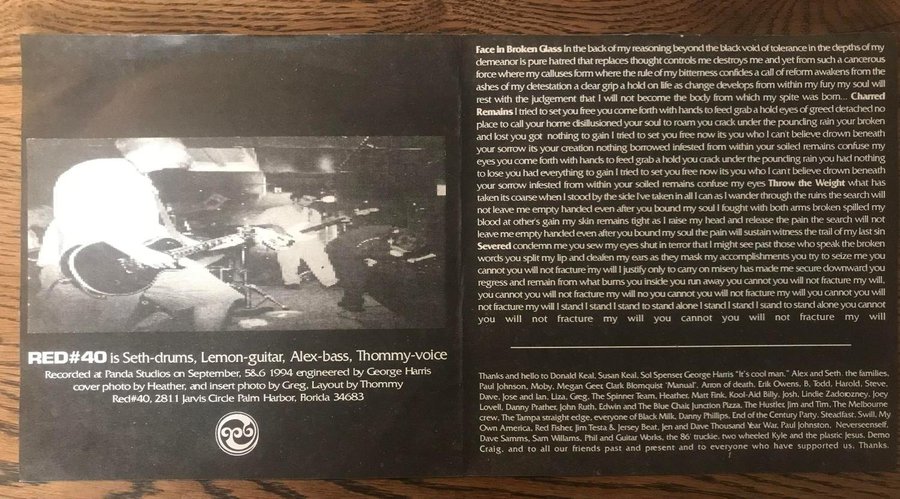 RED#40 is Seth-drums, Lemon-guitar, Alex-bass, Thommy-voice
Recorded at Panda Studios on September, 5&6 1994 engineered by George Harris
cover photo by Heather, and insert photo by Greg, Layout by Thommy
Red#40, 2811 Jarvis Circle Palm Harbor, Florida 34683
Face in Broken Glass In the back of my reasoning beyond the black void of tolerance in the depths of my
demeanor is pure hatred that replaces thought controls me destroys me and yet from such a cancerous
force where my calluses form where the rule of my bitterness confides a call of reform awakens from the
ashes of my detestation a clear grip a hold on life as change develops from within my fury my soul will
rest with the judgement that I will not become the body from which my spite was born... Charred
Remains I tried to set you free you come forth with hands to feed grab a hold eyes of greed detached no
place to call your home disillusioned your soul to roam you crack under the pounding rain your broken
and lost you got nothing to gain I tried to set you free now its you who I can't believe drown beneath
your sorrow its your creation nothing borrowed infested from within your soiled remains confuse my
eyes you come forth with hands to feed grab a hold you crack under the pounding rain you had nothing
to lose you had everything to gain I tried to set you free now its you who I can't believe drown beneath
your sorrow infested from within your soiled remains confuse my eyes Throw the Weight what has
taken its coarse when I stood by the side I've taken in all I can as I wander through the ruins the search will
not leave me empty handed even after you bound my soul I fought with both arms broken spilled my
blood at other's gain my skin remains tight as I raise my head and release the pain the search will not
leave me empty handed even after you bound my soul the pain will sustain witness the trail of my last sin
Severed condemn me you sew my eyes shut in terror that I might see past those who speak the broken
words you split my lip and deafen my ears as they mask my accomplishments you try to seize me you
cannot you will not fracture my will I justify only to carry on misery has made me secure downward you
regress and remain from what burns you inside you run away you cannot you will not fracture my will,
you cannot you will not fracture my will no you cannot you will not fracture my will you cannot you will
not fracture my will I stand I stand I stand to stand alone I stand I stand I stand to stand alone you cannot
you will not fracture my will you cannot you will not fracture my will
Thanks and hello to Donald Keal, Susan Keal, Sol Spenser, George Harris "It's cool man," Alex and Seth, the families,
Paul Johnson, Moby, Megan Geer, Clark Blomquist 'Manual', Arron of death, Erik Owens, B, Todd, Harold, Steve,
Dave, Jose and Ian, Liza, Greg, The Spinner Team, Heather, Matt Fink, Kool-Aid Billy, Josh, Lindie Zadorozney, Joey
Lovell, Danny Prather, John Ruth, Edwin and The Blue Chair, Junction Pizza, The Hustler, Jim and Tim, The Melbourne
crew, The Tampa straight edge, everyone of Black Milk, Danny Phillips, End of the Century Party, Steadfast, Swill, My
Own America, Red Fisher, Jim Testa & Jersey Beat, Jen and Dave Thousand Year War, Paul Johnston, Neverseenself,
Dave Samms, Sam Williams, Phil and Guitar Works, the 86' truckie, two wheeled Kyle and the plastic Jesus, Demo
Craig, and to all our friends past and present and to everyone who have supported us. Thanks.